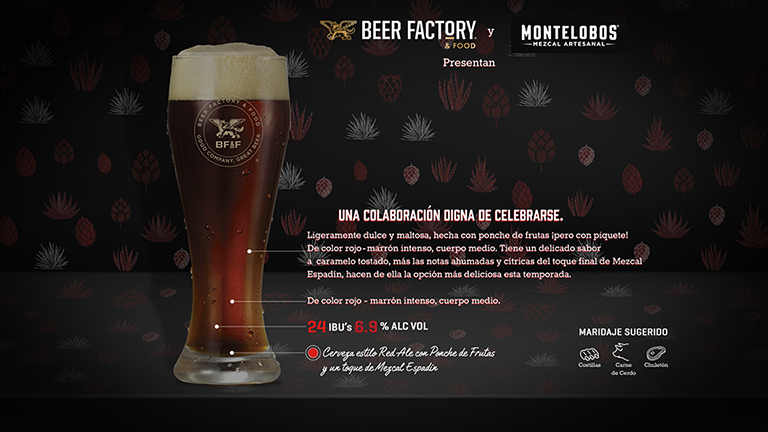 BEER FACTORY
& FOOD
y
MONTELOBOS®
MEZCAL ARTESANAL
Presentan
BEER FACTORY & FOOD
BF&F
GOOD COMPANY. GREAT BEER
UNA COLABORACIÓN DIGNA DE CELEBRARSE.
Ligeramente dulce y maltosa, hecha con ponche de frutas ¡pero con piquete!
De color rojo-marrón intenso, cuerpo medio. Tiene un delicado sabor
a caramelo tostado, más las notas ahumadas y cítricas del toque final de Mezcal
Espadín, hacen de ella la opción más deliciosa esta temporada.
De color rojo - marrón intenso, cuerpo medio.
24 IBU's 6.9 % ALC VOL
Cerveza estilo Red Ale con Ponche de Frutas
y un toque de Mezcal Espadín
MARIDAJE SUGERIDO
Costillas
Carne
de Cerdo
Chuletón